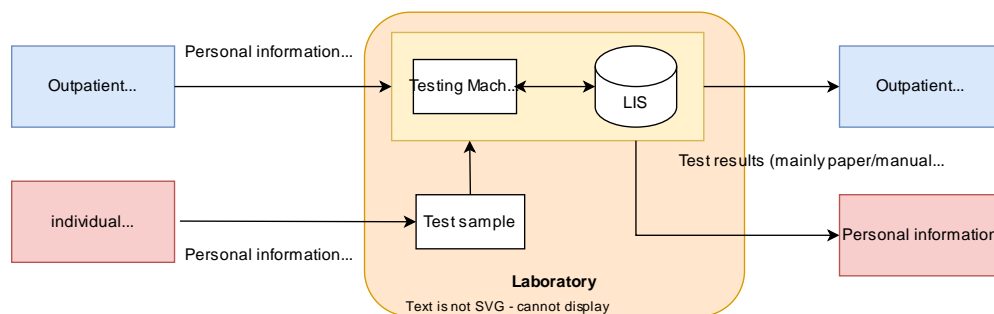 Personal information...
Outpatient...
Testing Mach...
LIS
Outpatient...
Test results (mainly paper/manual...
individual...
Test sample
Personal information
Personal information...
Laboratory
Text is not SVG - cannot display